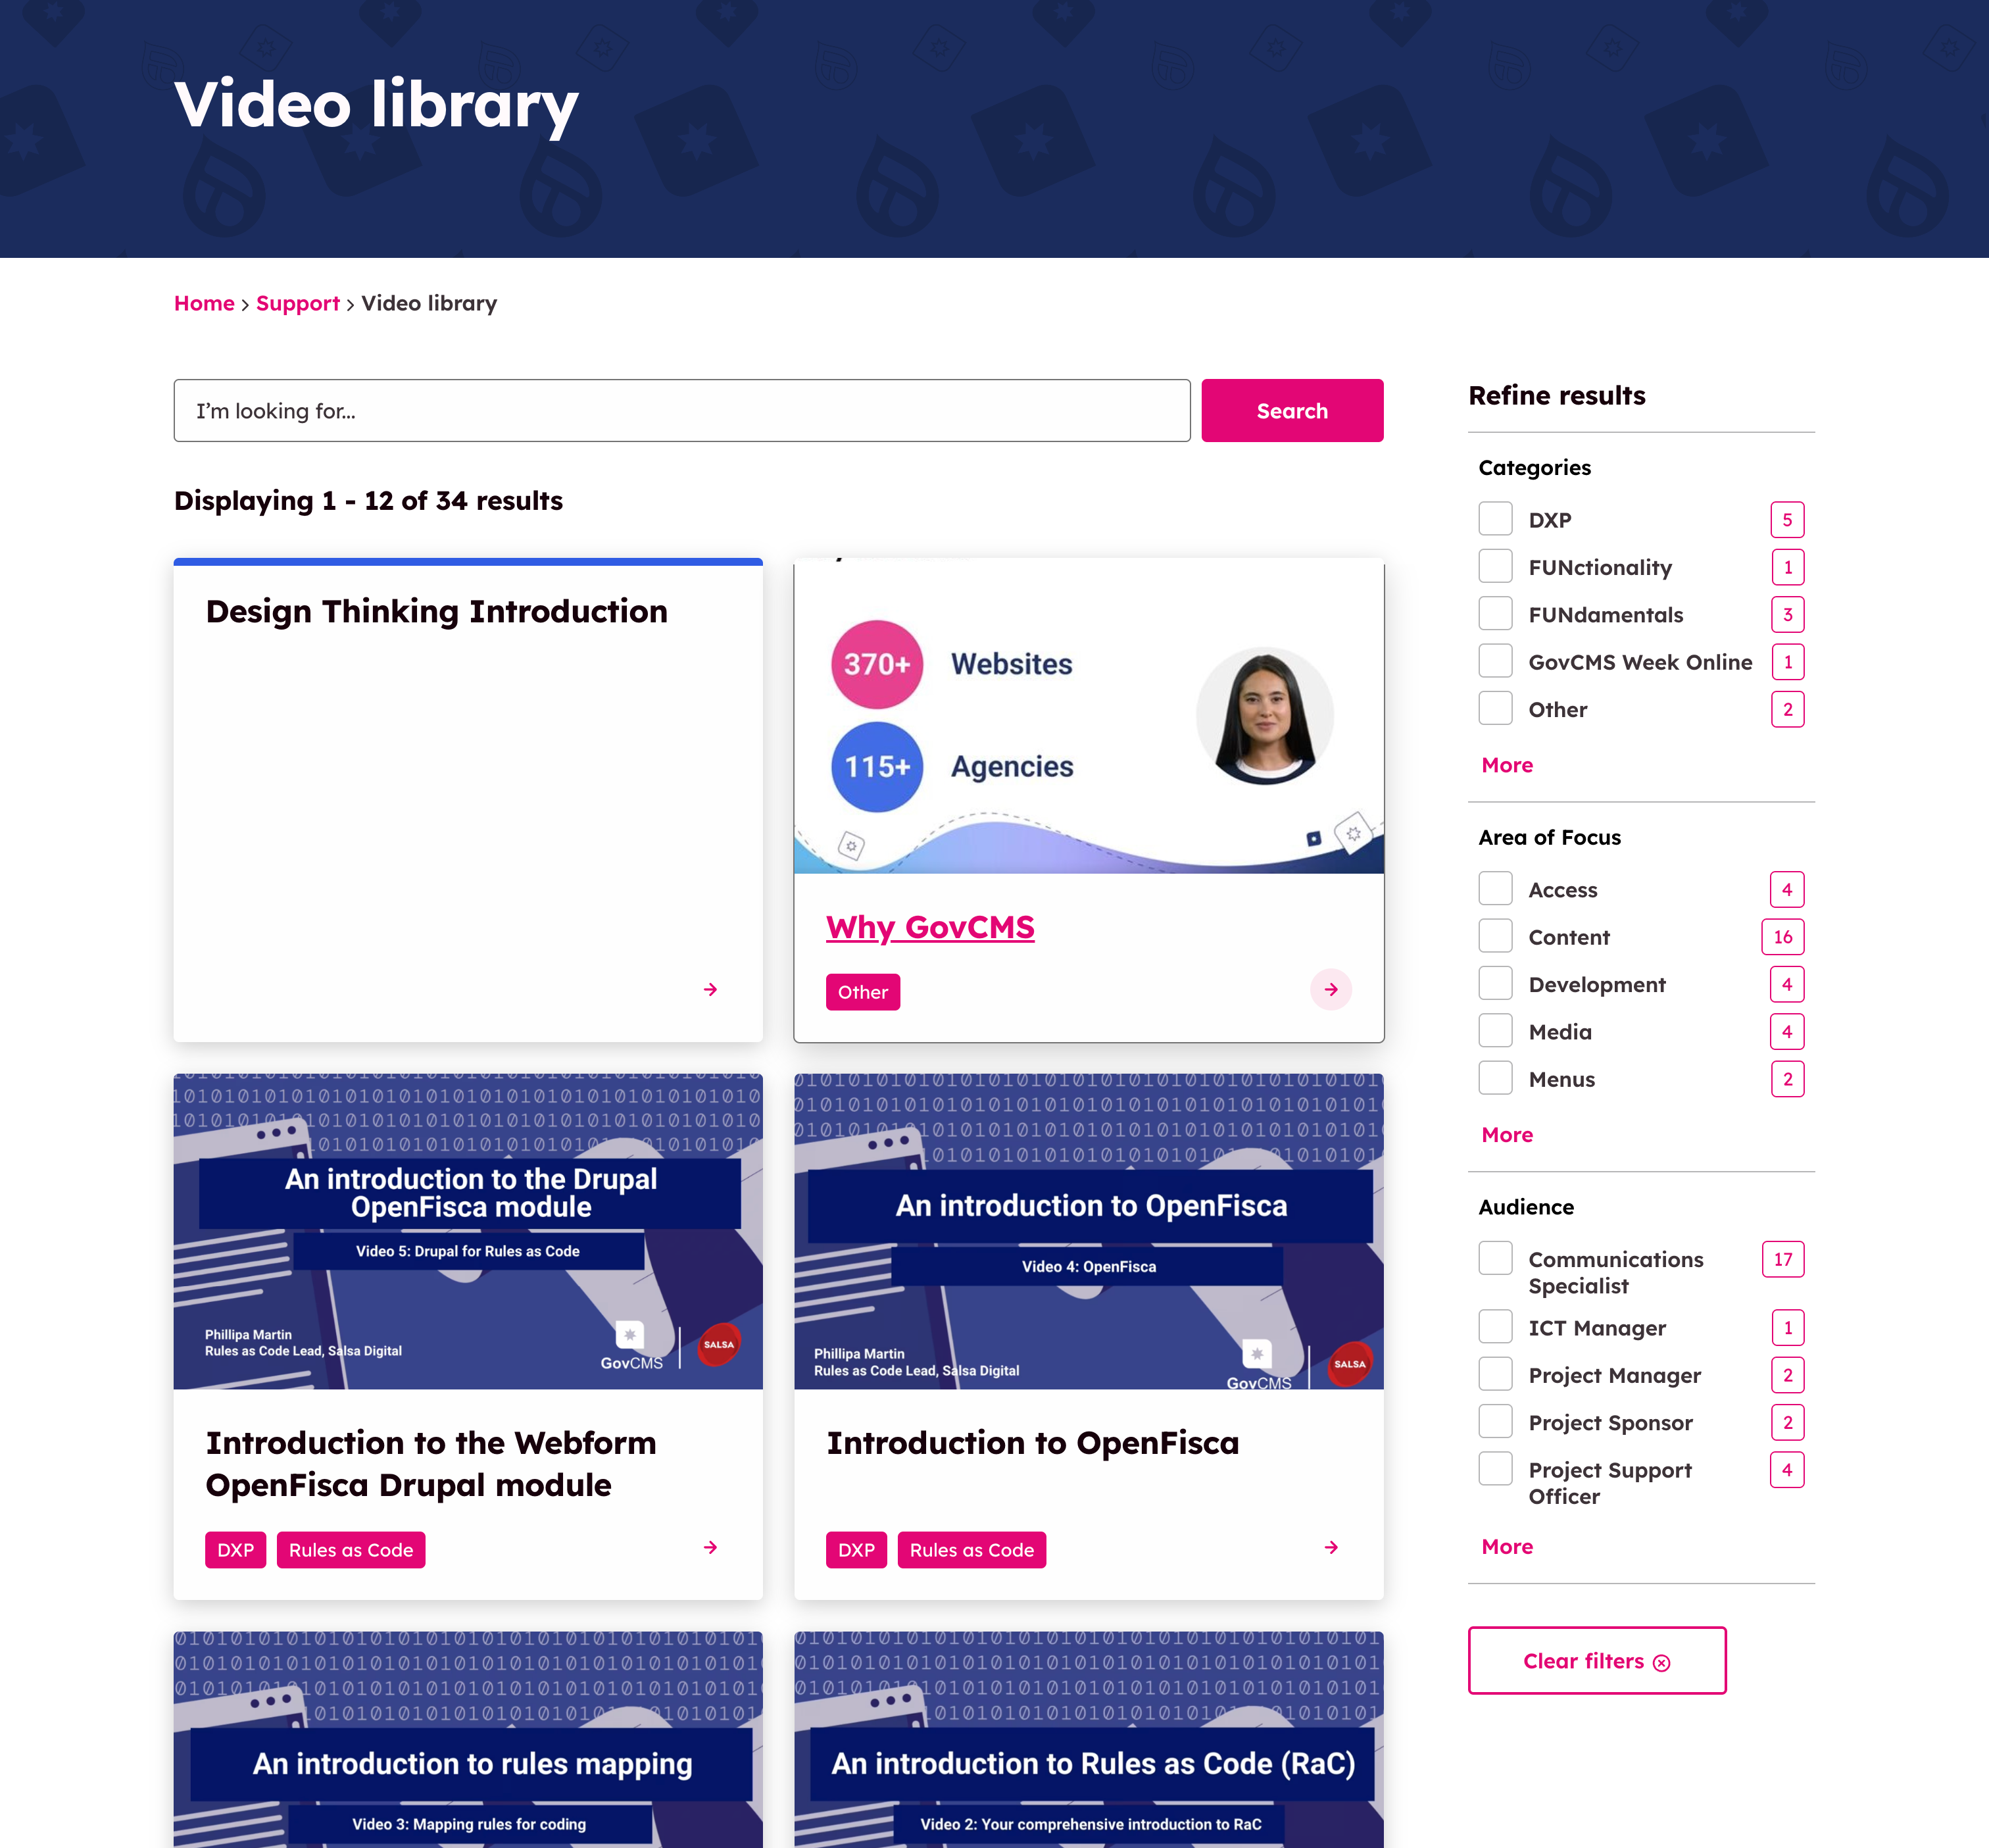 Video library
Home > Support > Video library
I'm looking for...
Search
Displaying 1 - 12 of 34 results
Design Thinking Introduction
370+ Websites
115+ Agencies
Why GovCMS
Other
An introduction to the Drupal
OpenFisca module
Video 5: Drupal for Rules as Code
Phillipa Martin
Rules as Code Lead, Salsa Digital
GovCMS
SALSA
Introduction to the Webform
OpenFisca Drupal module
DXP
Rules as Code
An introduction to OpenFisca
Video 4: OpenFisca
Phillipa Martin
Rules as Code Lead, Salsa Digital
GovCMS
SALSA
Introduction to OpenFisca
DXP
Rules as Code
An introduction to rules mapping
Video 3: Mapping rules for coding
An introduction to Rules as Code (RaC)
Video 2: Your comprehensive introduction to RaC
Refine results
Categories
DXP 5
FUNctionality 1
FUNdamentals 3
GovCMS Week Online 1
Other 2
More
Area of Focus
Access 4
Content 16
Development 4
Media 4
Menus 2
More
Audience
Communications 17
Specialist
ICT Manager 1
Project Manager 2
Project Sponsor 2
Project Support 4
Officer
More
Clear filters